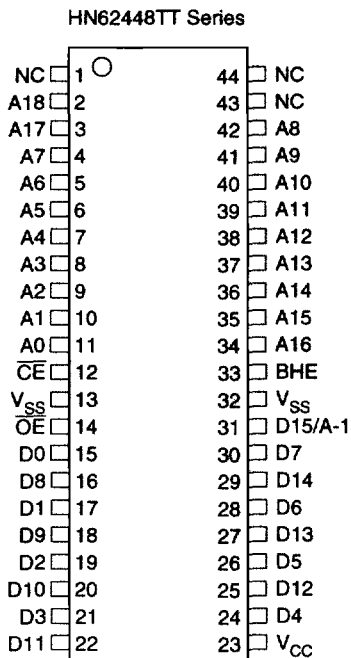 HN62448TT Series
NC 1 44 NC
A18 2 43 NC
A17 3 42 A8
A7 4 41 A9
A6 5 40 A10
A5 6 39 A11
A4 7 38 A12
A3 8 37 A13
A2 9 36 A14
A1 10 35 A15
A0 11 34 A16
CE 12 33 BHE
VSS 13 32 VSS
OE 14 31 D15/A-1
D0 15 30 D7
D8 16 29 D14
D1 17 28 D6
D9 18 27 D13
D2 19 26 D5
D10 20 25 D12
D3 21 24 D4
D11 22 23 VCC